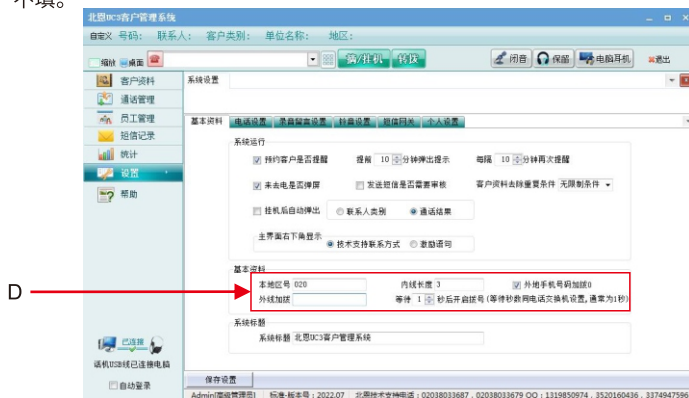 不填。
北恩UC3客户管理系统
自定义 号码: 联系人: 客户类别: 单位名称: 地区:
缩放 桌面 摘/挂机 转拨 闭音 保留 电脑耳机 退出
客户资料
通话管理
员工管理
短信记录
统计
设置
帮助
系统设置
基本资料 电话设置 录音留言设置 铃音设置 短信网关 个人设置
系统运行
预约客户是否提醒 提前 10 分钟弹出提示 每隔 10 分钟再次提醒
未去电是否弹屏 发送短信是否需要审核 客户资料去除重复条件 无限制条件
挂机后自动弹出 联系人类别 通话结果
主界面右下角显示
技术支持联系方式 激励语句
基本资料
D
本地区号 020 内线长度 3 外地手机号码加拨0
外线加拨 等待 1 秒后开启拨号(等待秒数同电话交换机设置,通常为1秒)
系统标题
系统标题 北恩UC3客户管理系统
已连接
话机USB线已连接电脑
自动登录
保存设置
Admin[高级管理员] 标准-版本号:2022.07 北恩技术支持电话:02038033687 . 02038033679 QQ:1319850974 . 3520160436 . 3374947596